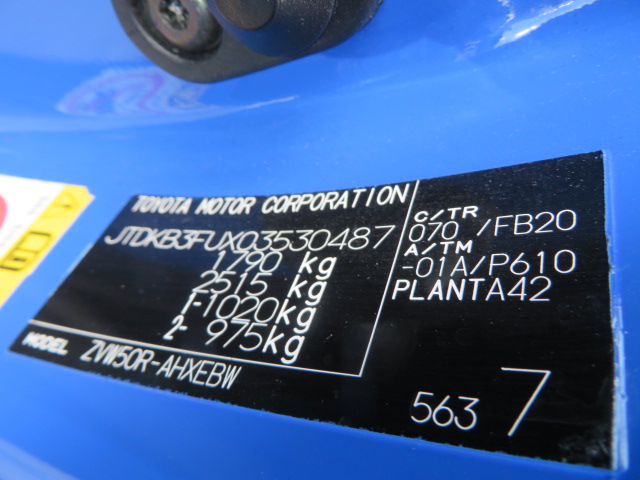 TOYOTA MOTOR CORPORATION
JTDKB3FUX03530487
1790 kg
2515 kg
1-1020kg
2- 975kg
MODEL ZVW50R-AHXEBW
C/TR
070 /FB20
A/TM
-01A/P610
PLANTA42
563 7